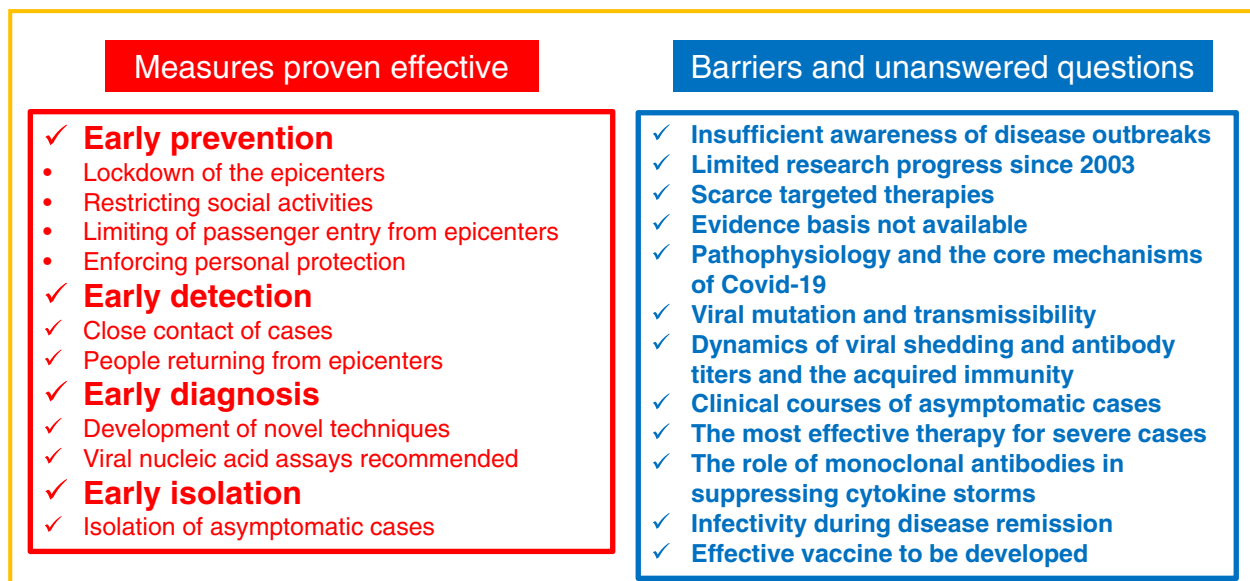 Measures proven effective
✓ Early prevention
• Lockdown of the epicenters
• Restricting social activities
• Limiting of passenger entry from epicenters
• Enforcing personal protection
✓ Early detection
✓ Close contact of cases
✓ People returning from epicenters
✓ Early diagnosis
✓ Development of novel techniques
✓ Viral nucleic acid assays recommended
✓ Early isolation
✓ Isolation of asymptomatic cases
Barriers and unanswered questions
✓ Insufficient awareness of disease outbreaks
✓ Limited research progress since 2003
✓ Scarce targeted therapies
✓ Evidence basis not available
✓ Pathophysiology and the core mechanisms
of Covid-19
✓ Viral mutation and transmissibility
✓ Dynamics of viral shedding and antibody
titers and the acquired immunity
✓ Clinical courses of asymptomatic cases
✓ The most effective therapy for severe cases
✓ The role of monoclonal antibodies in
suppressing cytokine storms
✓ Infectivity during disease remission
✓ Effective vaccine to be developed